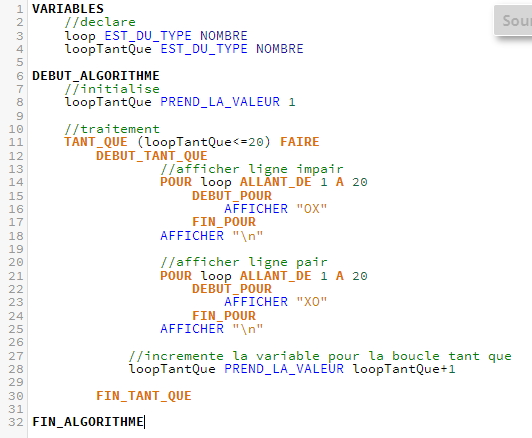 Sour
1 VARIABLES
2 //declare
3 loop EST_DU_TYPE NOMBRE
4 loopTantQue EST_DU_TYPE NOMBRE
5
6 DEBUT_ALGORITHME
7 //initialise
8 loopTantQue PREND_LA_VALEUR 1
9
10 //traitement
11 TANT_QUE (loopTantQue<=20) FAIRE
12 DEBUT_TANT_QUE
13 //afficher ligne impair
14 POUR loop ALLANT_DE 1 A 20
15 DEBUT_POUR
16 AFFICHER "OX"
17 FIN_POUR
18 AFFICHER "\n"
19
20 //afficher ligne pair
21 POUR loop ALLANT_DE 1 A 20
22 DEBUT_POUR
23 AFFICHER "XO"
24 FIN_POUR
25 AFFICHER "\n"
26
27 //incremente la variable pour la boucle tant que
28 loopTantQue PREND_LA_VALEUR loopTantQue+1
29
30 FIN_TANT_QUE
31
32 FIN_ALGORITHME